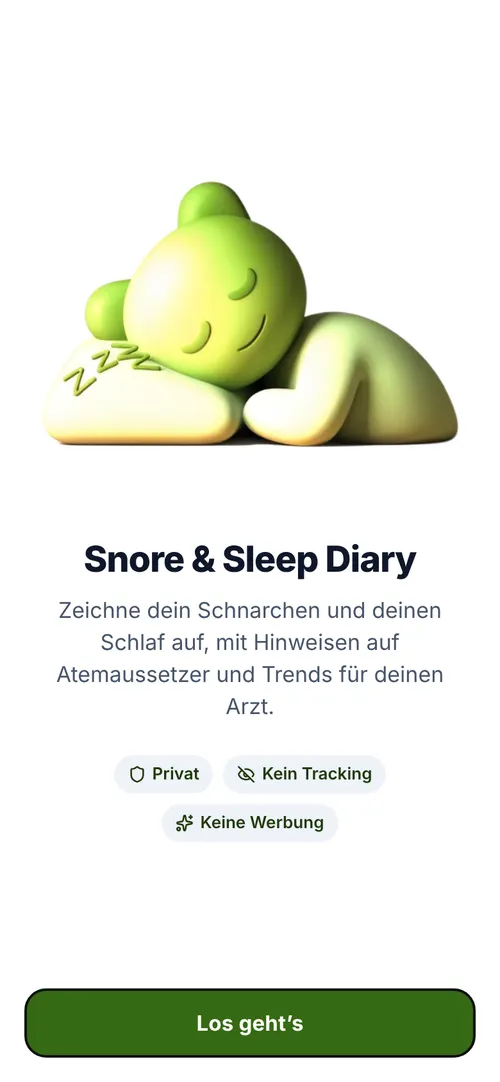 zzzz
Snore & Sleep Diary
Zeichne dein Schnarchen und deinen
Schlaf auf, mit Hinweisen auf
Atemaussetzer und Trends für deinen
Arzt.
Privat
Kein Tracking
Keine Werbung
Los geht’s